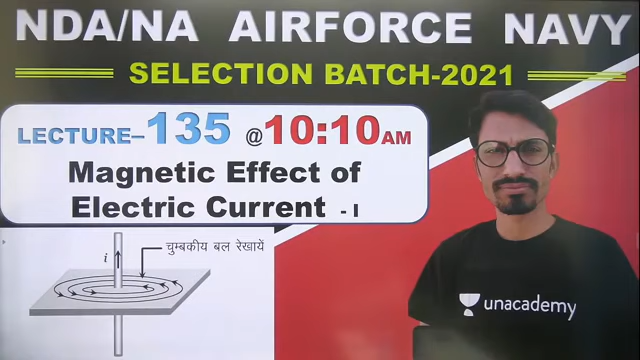 NDA/NA AIRFORCE NAVY
SELECTION BATCH-2021
LECTURE–135 @10:10AM
Magnetic Effect of
Electric Current - I
i
चुम्बकीय बल रेखायें
unacademy